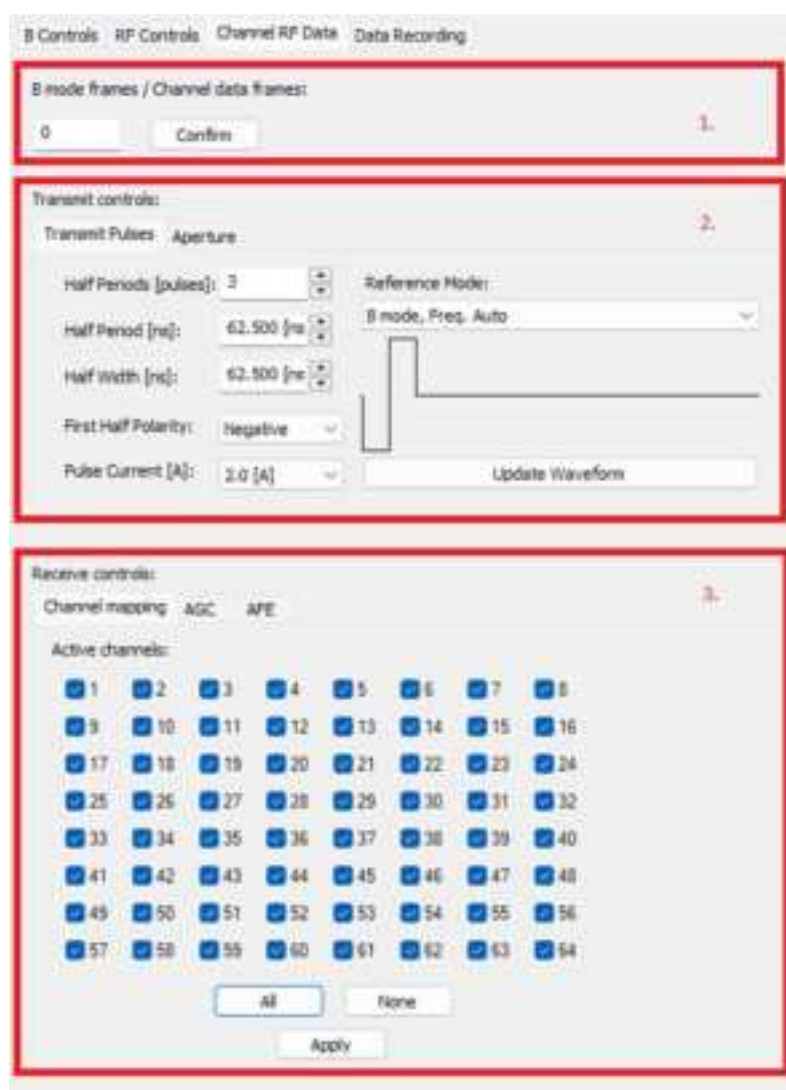 B Controls RF Controls Channel RF Data Data Recording
B mode frames / Channel data frames:
0 Confirm 1.
Transmit controls:
2.
Transmit Pulses Aperture
Half Periods [pulses]: 3 Reference Mode:
B mode, Freq. Auto
Half Period [ns]: 62.500 [ns
Half Width [ns]: 62.500 [ns
First Half Polarity: Negative
Pulse Current [A]: 2.0 [A] Update Waveform
Receive controls:
3.
Channel mapping AGC AFE
Active channels:
1 2 3 4 5 6 7 8
9 10 11 12 13 14 15 16
17 18 19 20 21 22 23 24
25 26 27 28 29 30 31 32
33 34 35 36 37 38 39 40
41 42 43 44 45 46 47 48
49 50 51 52 53 54 55 56
57 58 59 60 61 62 63 64
All None
Apply